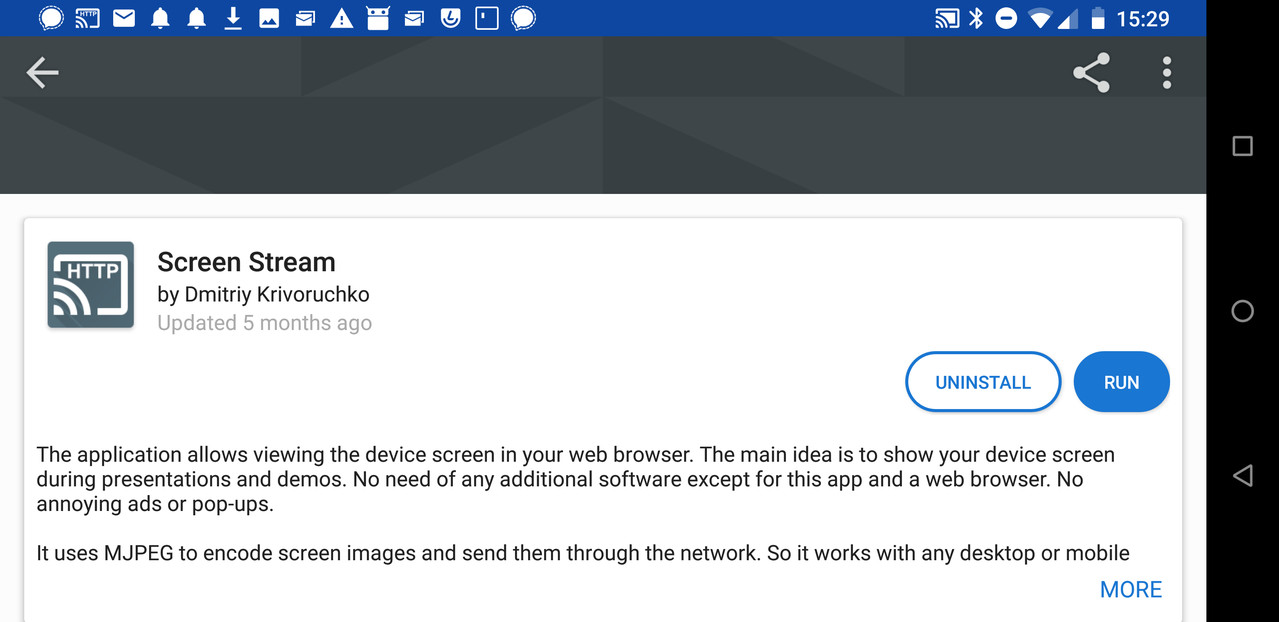 HTTP
15:29
HTTP
Screen Stream
by Dmitriy Krivoruchko
Updated 5 months ago
UNINSTALL
RUN
The application allows viewing the device screen in your web browser. The main idea is to show your device screen
during presentations and demos. No need of any additional software except for this app and a web browser. No
annoying ads or pop-ups.
It uses MJPEG to encode screen images and send them through the network. So it works with any desktop or mobile
MORE